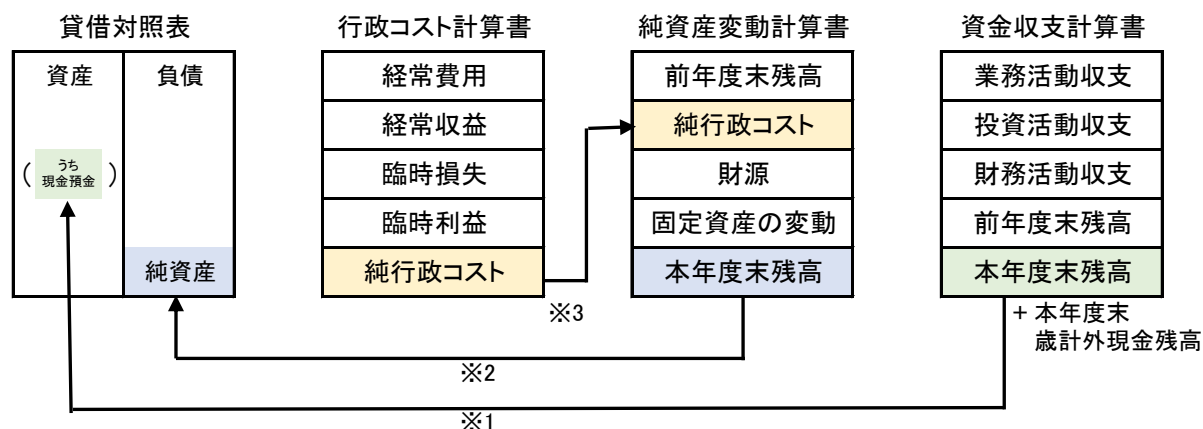 貸借対照表
資産
負債
(うち
現金預金)
純資産
行政コスト計算書
経常費用
経常収益
臨時損失
臨時利益
純行政コスト
純資産変動計算書
前年度末残高
純行政コスト
財源
固定資産の変動
本年度末残高
資金収支計算書
業務活動収支
投資活動収支
財務活動収支
前年度末残高
本年度末残高
+ 本年度末
歳計外現金残高
※3
※2
※1